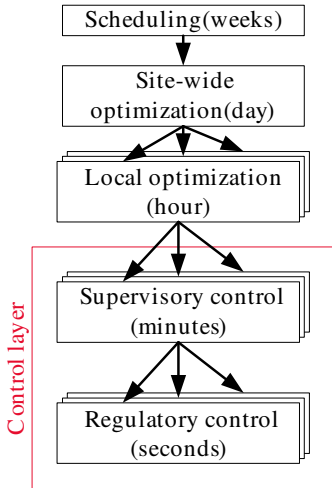 Scheduling(weeks)
Site-wide
optimization(day)
Local optimization
(hour)
Control layer
Supervisory control
(minutes)
Regulatory control
(seconds)